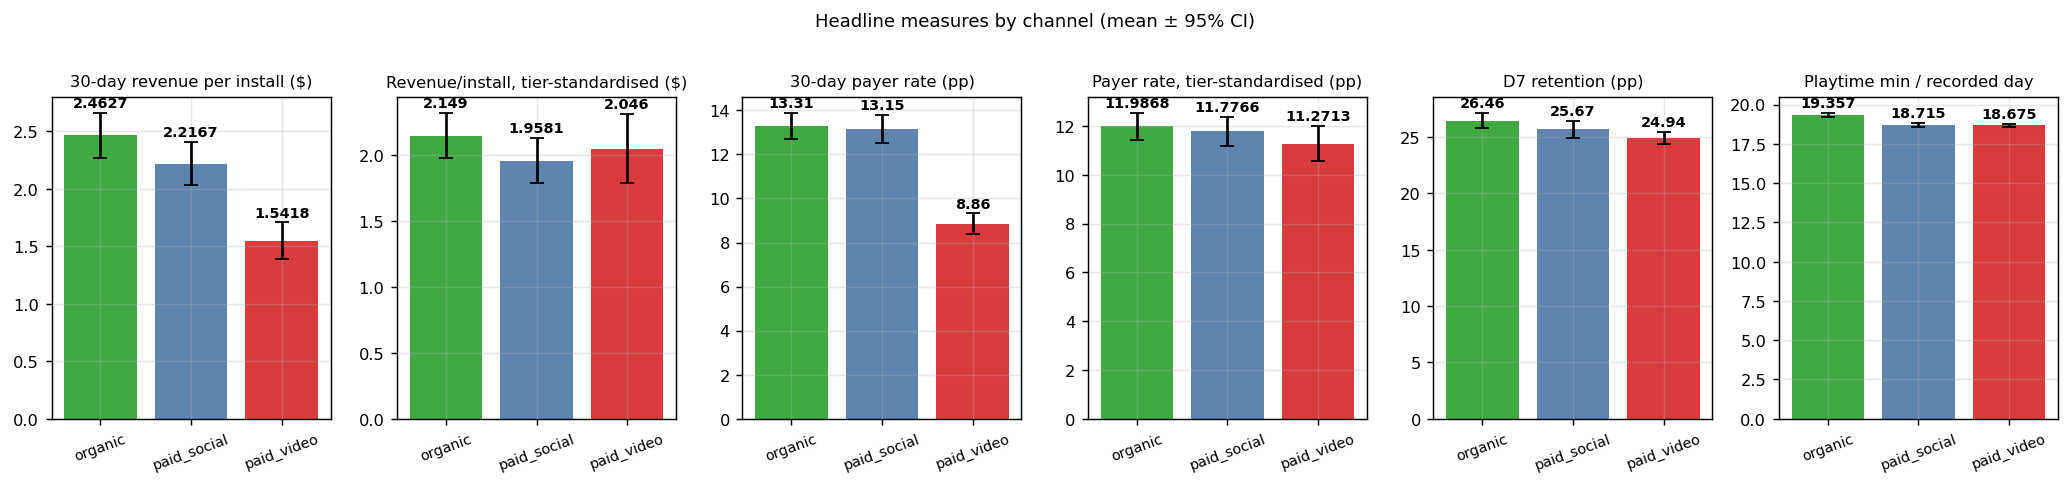 Headline measures by channel (mean ± 95% CI)
30-day revenue per install ($)
2.4627
2.2167
1.5418
2.5
2.0
1.5
1.0
0.5
0.0
organic
paid_social
paid_video
Revenue/install, tier-standardised ($)
2.149
1.9581
2.046
2.0
1.5
1.0
0.5
0.0
organic
paid_social
paid_video
30-day payer rate (pp)
13.31
13.15
8.86
14
12
10
8
6
4
2
0
organic
paid_social
paid_video
Payer rate, tier-standardised (pp)
11.9868
11.7766
11.2713
12
10
8
6
4
2
0
organic
paid_social
paid_video
D7 retention (pp)
26.46
25.67
24.94
25
20
15
10
5
0
organic
paid_social
paid_video
Playtime min / recorded day
19.357
18.715
18.675
20.0
17.5
15.0
12.5
10.0
7.5
5.0
2.5
0.0
organic
paid_social
paid_video